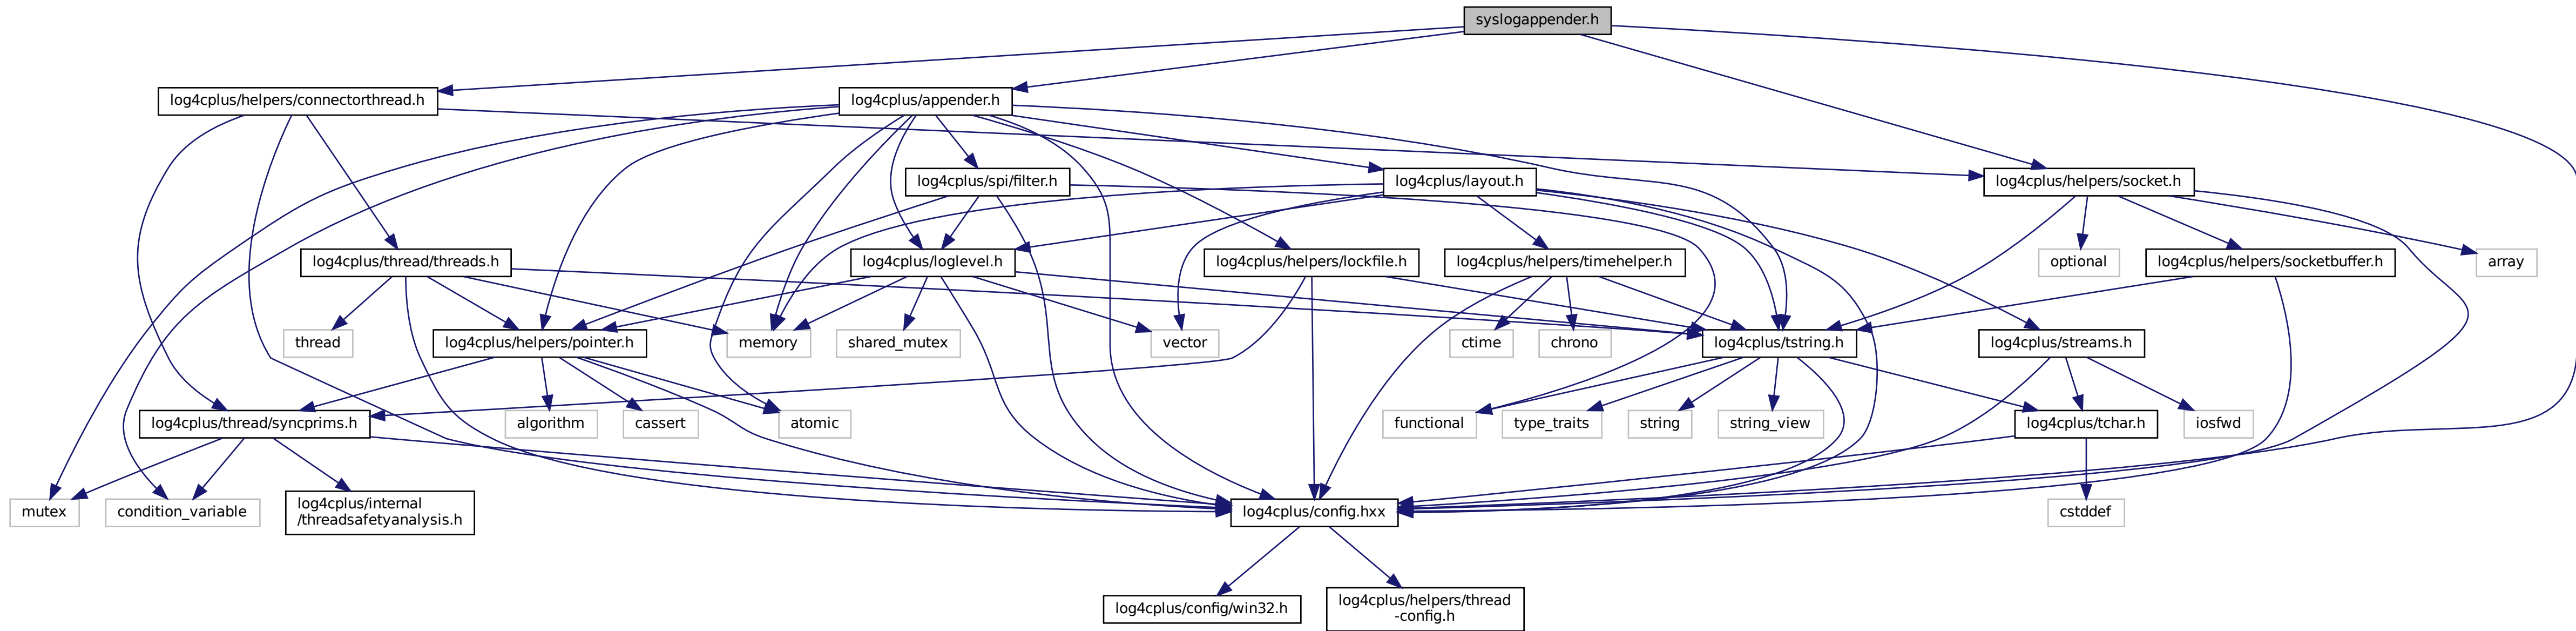 syslogappender.h
log4cplus/helpers/connectorthread.h
log4cplus/appender.h
log4cplus/spi/filter.h
log4cplus/layout.h
log4cplus/helpers/socket.h
log4cplus/thread/threads.h
log4cplus/loglevel.h
log4cplus/helpers/lockfile.h
log4cplus/helpers/timehelper.h
optional
log4cplus/helpers/socketbuffer.h
array
thread
log4cplus/helpers/pointer.h
memory
shared_mutex
vector
ctime
chrono
log4cplus/tstring.h
log4cplus/streams.h
log4cplus/thread/syncprims.h
algorithm
cassert
atomic
functional
type_traits
string
string_view
log4cplus/tchar.h
iosfwd
mutex
condition_variable
log4cplus/internal
/threadsafetyanalysis.h
log4cplus/config.hxx
cstddef
log4cplus/config/win32.h
log4cplus/helpers/thread
-config.h